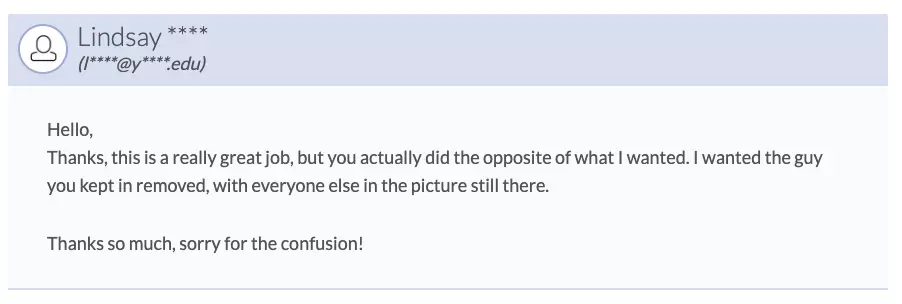 Lindsay ****
(l****@y****.edu)
Hello,
Thanks, this is a really great job, but you actually did the opposite of what I wanted. I wanted the guy
you kept in removed, with everyone else in the picture still there.
Thanks so much, sorry for the confusion!